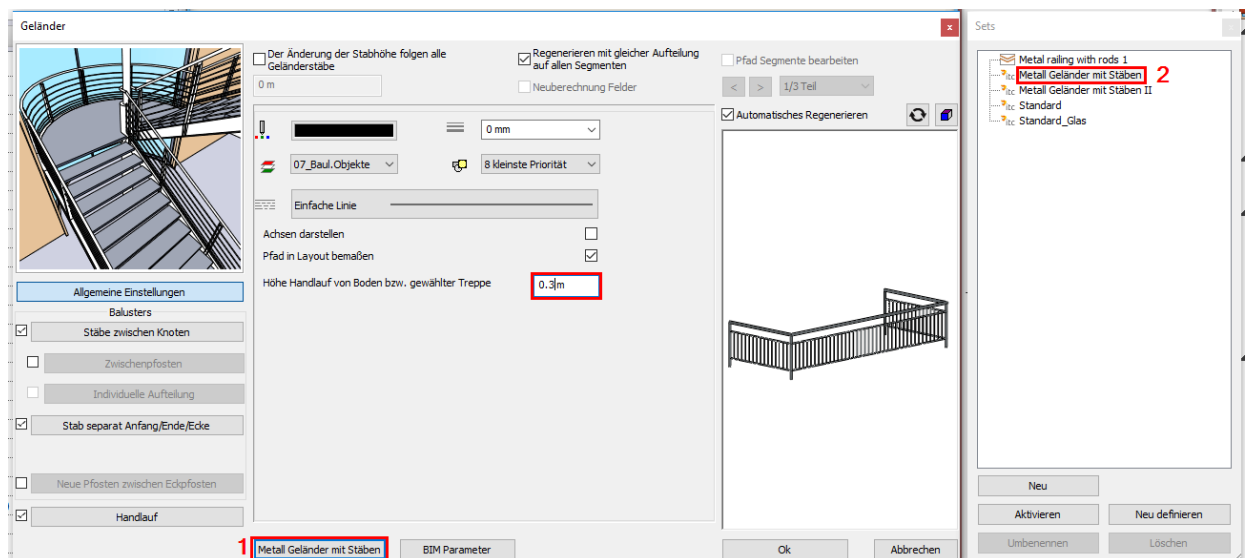 Geländer
x
Der Änderung der Stabhöhe folgen alle
Geländerstäbe
0 m
Regenerieren mit gleicher Aufteilung
auf allen Segmenten
Neuberechnung Felder
Pfad Segmente bearbeiten
< > 1/3 Teil
Automatisches Regenerieren
0 mm
07_Baul.Objekte
8 kleinste Priorität
Einfache Linie
Achsen darstellen
Pfad in Layout bemaßen
Höhe Handlauf von Boden bzw. gewählter Treppe
0.3 m
Allgemeine Einstellungen
Balusters
Stäbe zwischen Knoten
Zwischenpfosten
Individuelle Aufteilung
Stab separat Anfang/Ende/Ecke
Neue Pfosten zwischen Eckpfosten
Handlauf
1
Metall Geländer mit Stäben
BIM Parameter
Ok
Abbrechen
Sets
Metal railing with rods 1
itc Metall Geländer mit Stäben 2
itc Metall Geländer mit Stäben II
itc Standard
itc Standard_Glas
Neu
Aktivieren
Neu definieren
Umbenennen
Löschen